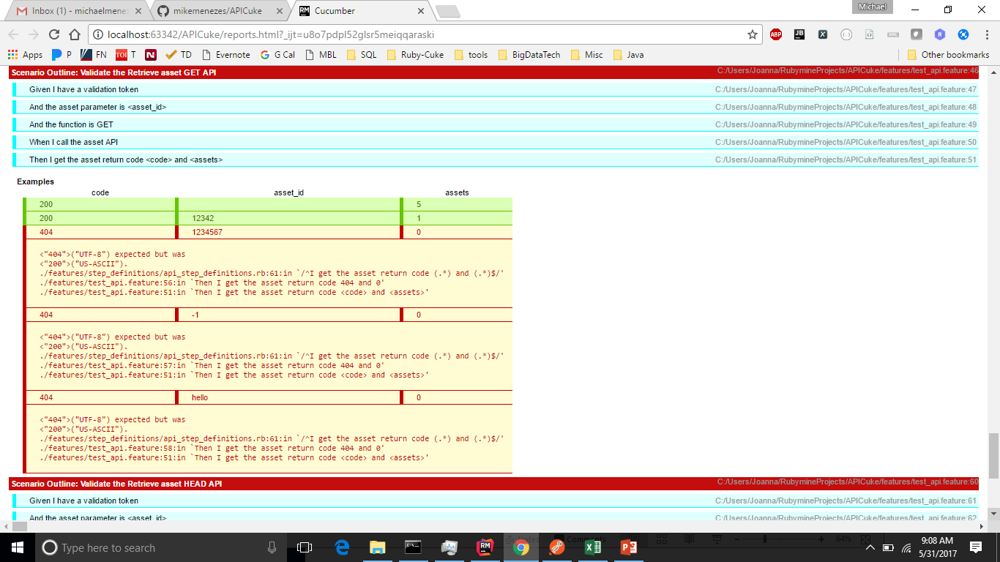 Michael
Inbox (1) - michaelmenez
mikemenezes/APICuke
Cucumber
localhost:63342/APICuke/reports.html?_ijt=u8o7pdpl52glsr5meiqqaraski
Apps P FN T TD Evernote G Cal MBL SQL Ruby-Cuke tools BigDataTech Misc Java Other bookmarks
Scenario Outline: Validate the Retrieve asset GET API C:/Users/Joanna/RubymineProjects/APICuke/features/test_api.feature:46
Given I have a validation token C:/Users/Joanna/RubymineProjects/APICuke/features/test_api.feature:47
And the asset parameter is <asset_id> C:/Users/Joanna/RubymineProjects/APICuke/features/test_api.feature:48
And the function is GET C:/Users/Joanna/RubymineProjects/APICuke/features/test_api.feature:49
When I call the asset API C:/Users/Joanna/RubymineProjects/APICuke/features/test_api.feature:50
Then I get the asset return code <code> and <assets> C:/Users/Joanna/RubymineProjects/APICuke/features/test_api.feature:51
Examples
code asset_id assets
200 5
200 12342 1
404 1234567 0
<"404">("UTF-8") expected but was
<"200">("US-ASCII").
./features/step_definitions/api_step_definitions.rb:61:in `/^I get the asset return code (.*) and (.*)$/'
./features/test_api.feature:56:in `Then I get the asset return code 404 and 0'
./features/test_api.feature:51:in `Then I get the asset return code <code> and <assets>'
404 -1 0
<"404">("UTF-8") expected but was
<"200">("US-ASCII").
./features/step_definitions/api_step_definitions.rb:61:in `/^I get the asset return code (.*) and (.*)$/'
./features/test_api.feature:57:in `Then I get the asset return code 404 and 0'
./features/test_api.feature:51:in `Then I get the asset return code <code> and <assets>'
404 hello 0
<"404">("UTF-8") expected but was
<"200">("US-ASCII").
./features/step_definitions/api_step_definitions.rb:61:in `/^I get the asset return code (.*) and (.*)$/'
./features/test_api.feature:58:in `Then I get the asset return code 404 and 0'
./features/test_api.feature:51:in `Then I get the asset return code <code> and <assets>'
Scenario Outline: Validate the Retrieve asset HEAD API C:/Users/Joanna/RubymineProjects/APICuke/features/test_api.feature:60
Given I have a validation token C:/Users/Joanna/RubymineProjects/APICuke/features/test_api.feature:61
And the asset parameter is <asset_id> C:/Users/Joanna/RubymineProjects/APICuke/features/test_api.feature:62
Type here to search
Notes Comments 64%
9:08 AM
5/31/2017